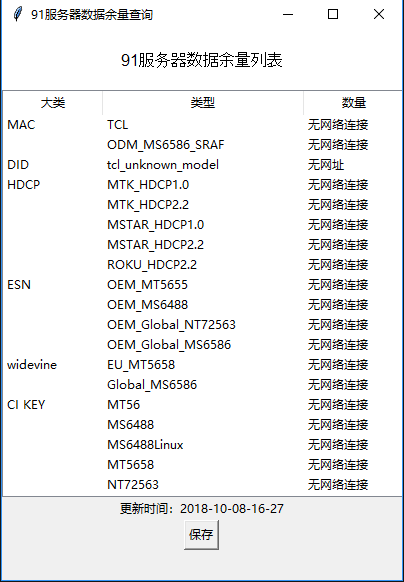 91服务器数据余量查询
91服务器数据余量列表
大类 类型 数量
MAC TCL 无网络连接
ODM_MS6586_SRAF 无网络连接
DID tcl_unknown_model 无网址
HDCP MTK_HDCP1.0 无网络连接
MTK_HDCP2.2 无网络连接
MSTAR_HDCP1.0 无网络连接
MSTAR_HDCP2.2 无网络连接
ROKU_HDCP2.2 无网络连接
ESN OEM_MT5655 无网络连接
OEM_MS6488 无网络连接
OEM_Global_NT72563 无网络连接
OEM_Global_MS6586 无网络连接
widevine EU_MT5658 无网络连接
Global_MS6586 无网络连接
CI KEY MT56 无网络连接
MS6488 无网络连接
MS6488Linux 无网络连接
MT5658 无网络连接
NT72563 无网络连接
更新时间：2018-10-08-16-27
保存